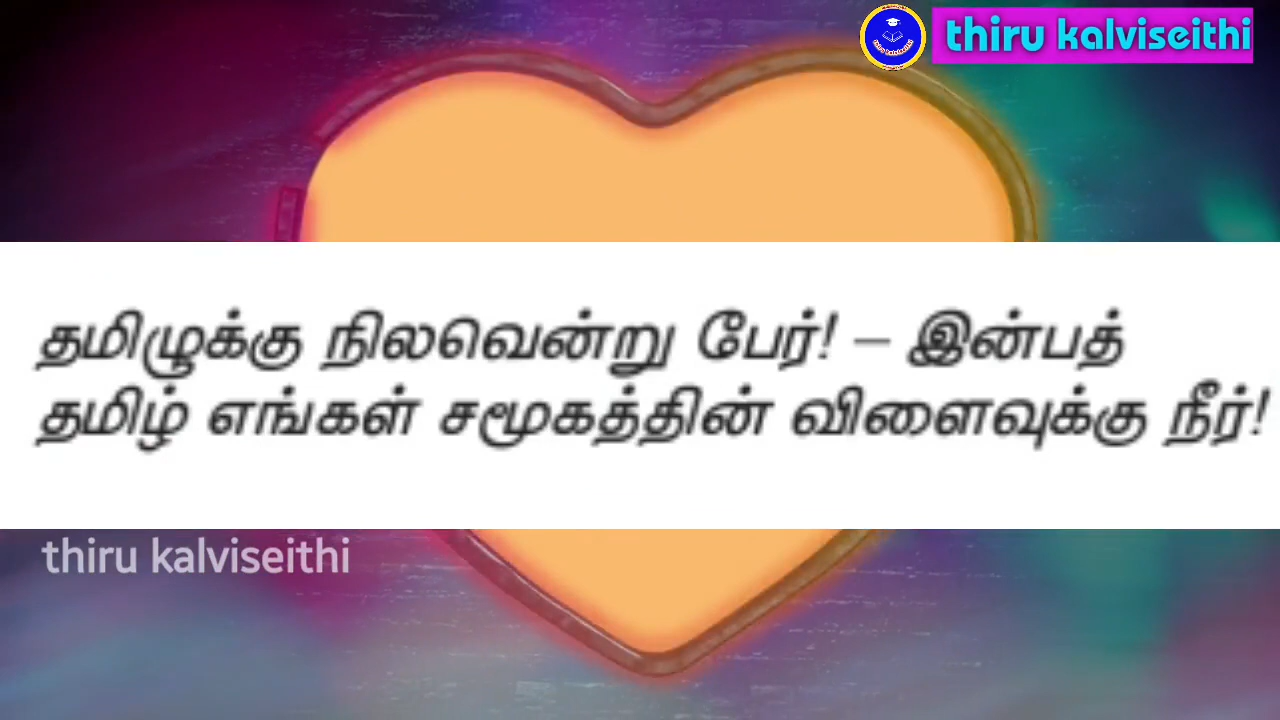 thiru kalviseithi
தமிழுக்கு நிலவென்று பேர்! – இன்பத்
தமிழ் எங்கள் சமூகத்தின் விளைவுக்கு நீர்!
thiru kalviseithi